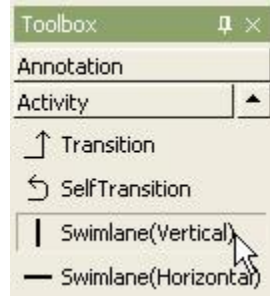 Toolbox
Annotation
Activity
Transition
SelfTransition
Swimlane(Vertical)
Swimlane(Horizontal)